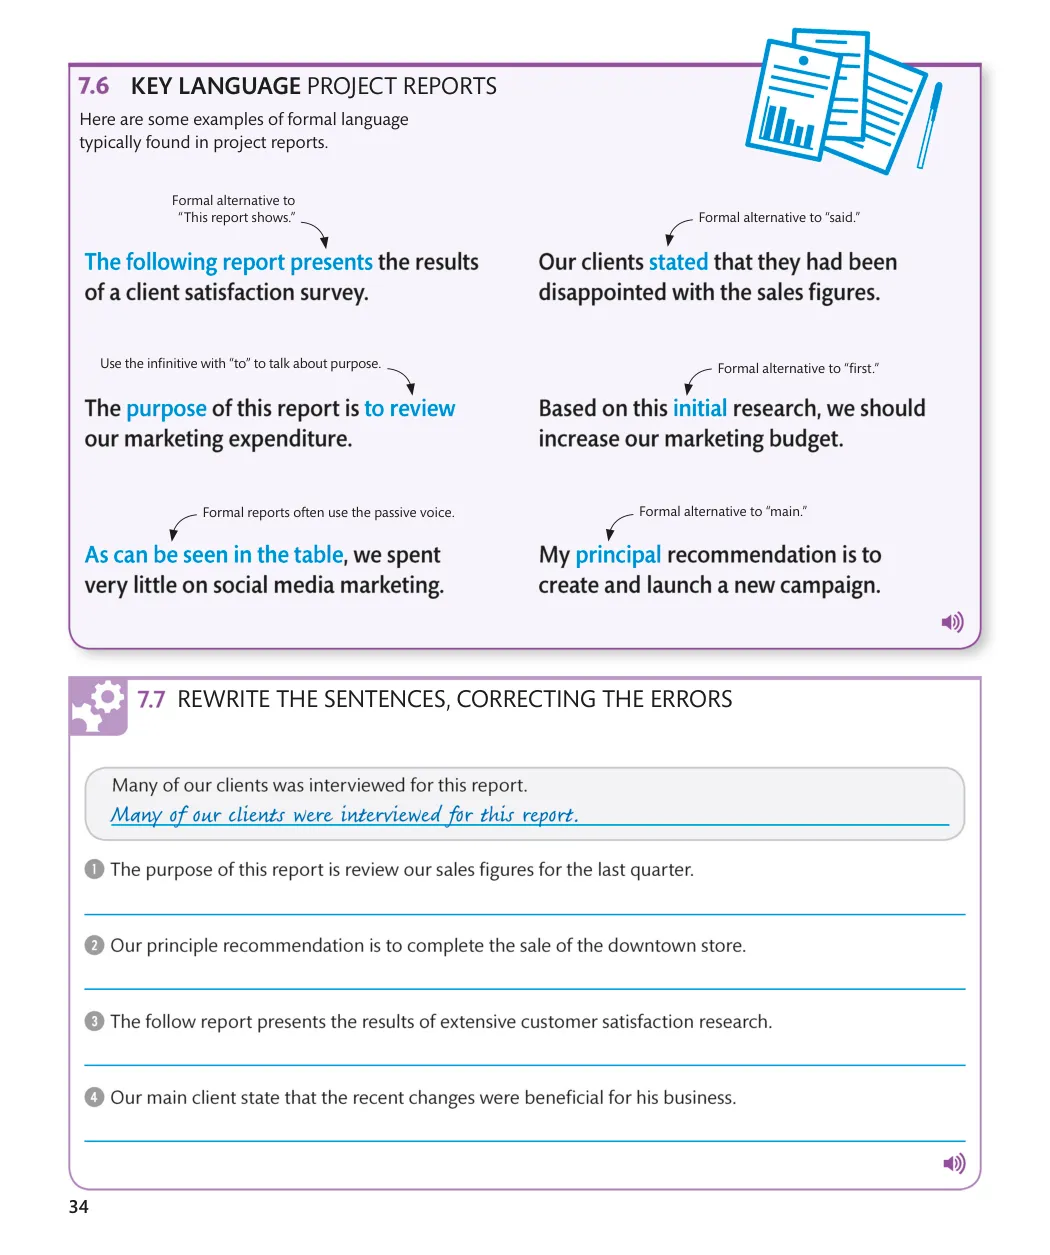 7.6 KEY LANGUAGE PROJECT REPORTS
Here are some examples of formal language
typically found in project reports.
Formal alternative to
“This report shows.”
The following report presents the results
of a client satisfaction survey.
Formal alternative to “said.”
Our clients stated that they had been
disappointed with the sales figures.
Use the infinitive with “to” to talk about purpose.
The purpose of this report is to review
our marketing expenditure.
Formal alternative to “first.”
Based on this initial research, we should
increase our marketing budget.
Formal reports often use the passive voice.
As can be seen in the table, we spent
very little on social media marketing.
Formal alternative to “main.”
My principal recommendation is to
create and launch a new campaign.
7.7 REWRITE THE SENTENCES, CORRECTING THE ERRORS
Many of our clients was interviewed for this report.
Many of our clients were interviewed for this report.
1 The purpose of this report is review our sales figures for the last quarter.
2 Our principle recommendation is to complete the sale of the downtown store.
3 The follow report presents the results of extensive customer satisfaction research.
4 Our main client state that the recent changes were beneficial for his business.
34